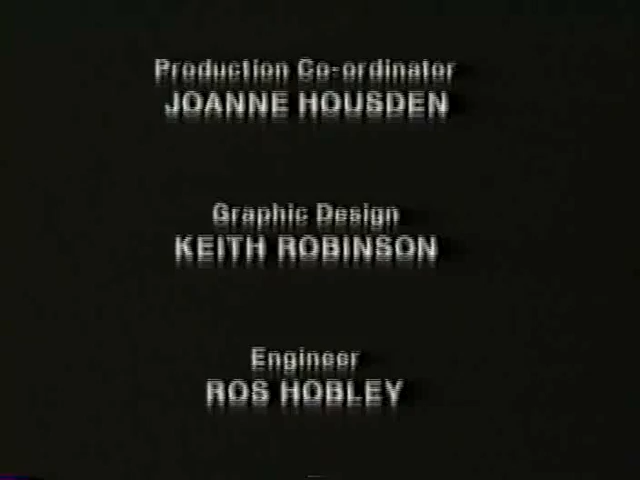 Production Co-ordinator
JOANNE HOUSDEN
Graphic Design
KEITH ROBINSON
Engineer
ROS HOBLEY